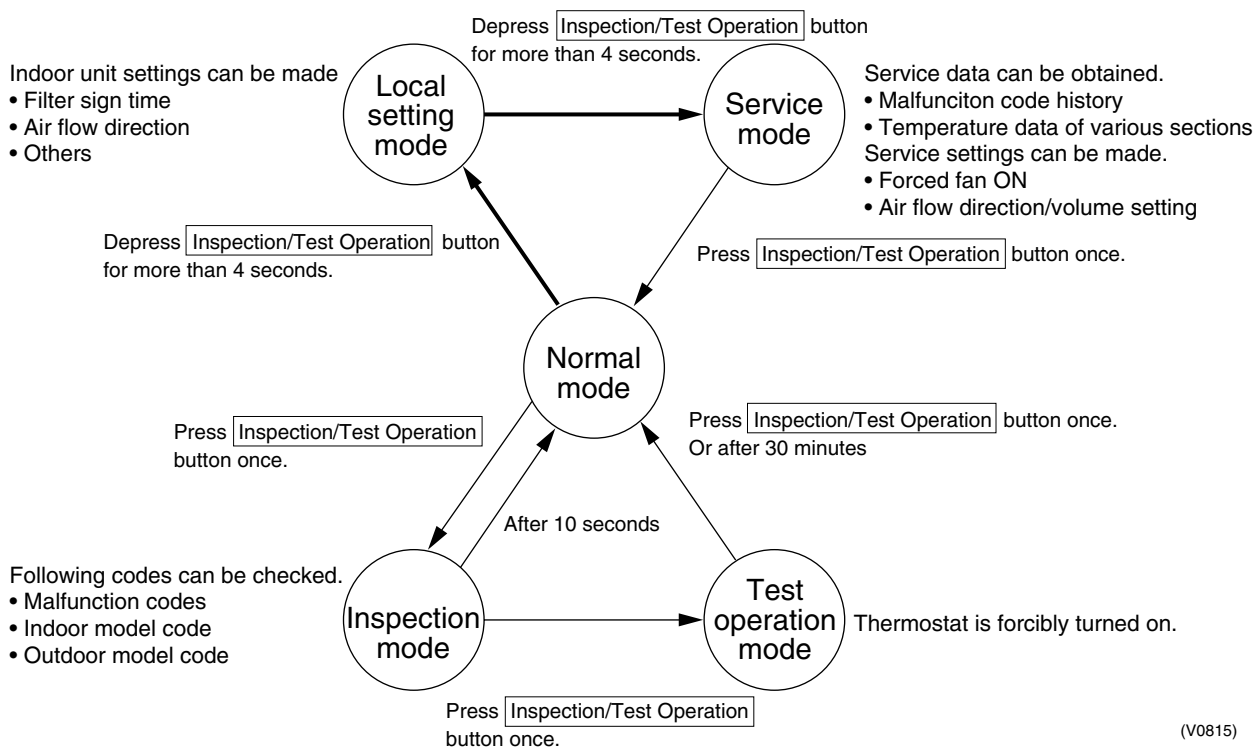 Depress Inspection/Test Operation button
for more than 4 seconds.
Indoor unit settings can be made
• Filter sign time
• Air flow direction
• Others
Local
setting
mode
Service
mode
Service data can be obtained.
• Malfunciton code history
• Temperature data of various sections
Service settings can be made.
• Forced fan ON
• Air flow direction/volume setting
Depress Inspection/Test Operation button
for more than 4 seconds.
Press Inspection/Test Operation button once.
Normal
mode
Press Inspection/Test Operation
button once.
Press Inspection/Test Operation button once.
Or after 30 minutes
After 10 seconds
Following codes can be checked.
• Malfunction codes
• Indoor model code
• Outdoor model code
Inspection
mode
Test
operation
mode
Thermostat is forcibly turned on.
Press Inspection/Test Operation
button once.
(V0815)